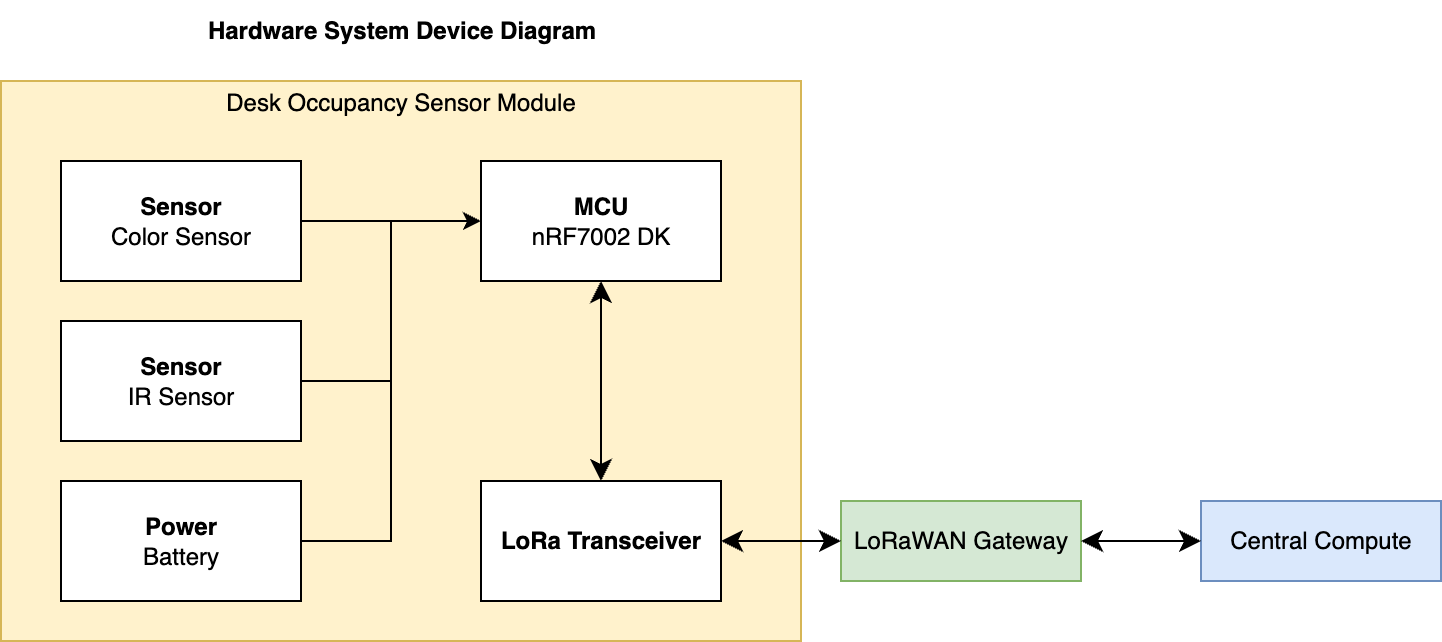 Hardware System Device Diagram
Desk Occupancy Sensor Module
Sensor
Color Sensor
MCU
nRF7002 DK
Sensor
IR Sensor
Power
Battery
LoRa Transceiver
LoRaWAN Gateway
Central Compute